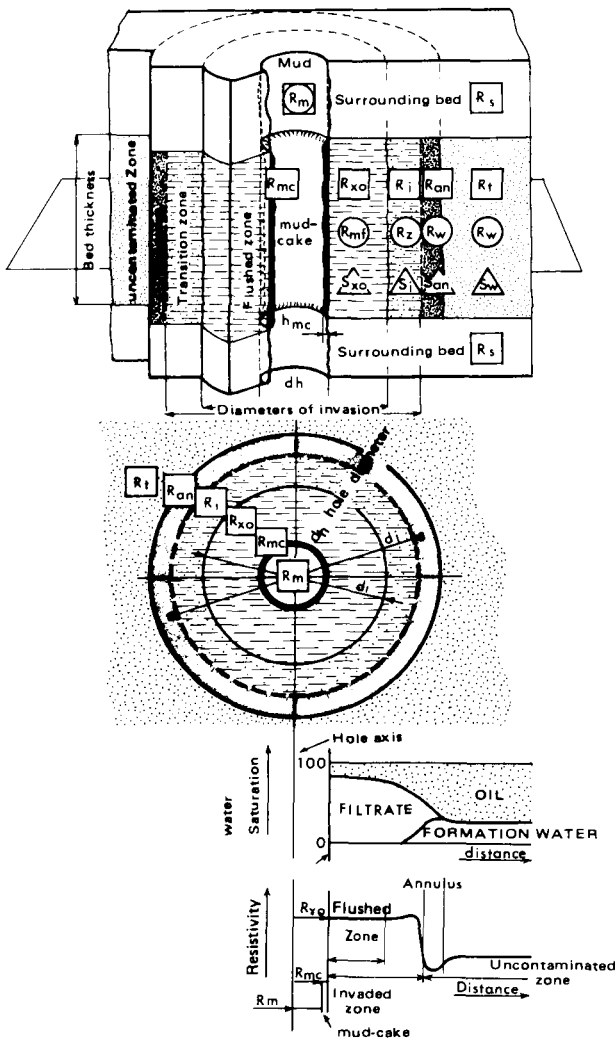 Mud
Rm
Surrounding bed
Rs
Bed thickness
uncontaminated Zone
Transition zone
Flushed zone
Rmc
Rxo
Ri
Ran
Rt
mud-
cake
Rmf
Rz
Rw
Rw
Sxo
Si
San
Sw
hmc
Surrounding bed
Rs
dh
Diameters of invasion
dh hole diameter
Rt
Ran
Ri
Rxo
Rmc
Rm
di
di
Hole axis
water
Saturation
100
OIL
FILTRATE
FORMATION WATER
0
distance
Annulus
Resistivity
Rxo
Flushed
Zone
Rmc
Uncontaminated
zone
Rm
Invaded
zone
Distance
mud-cake